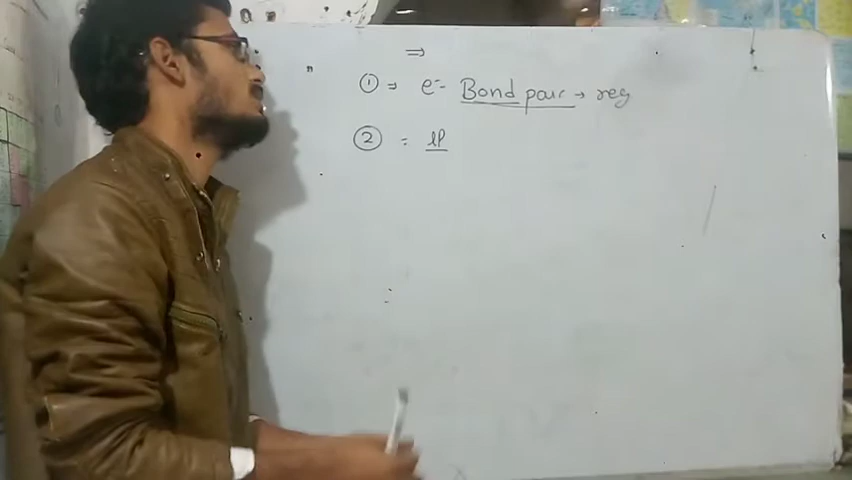 ⇒
① ⇒ e⁻ Bond pair → reg
② = lP